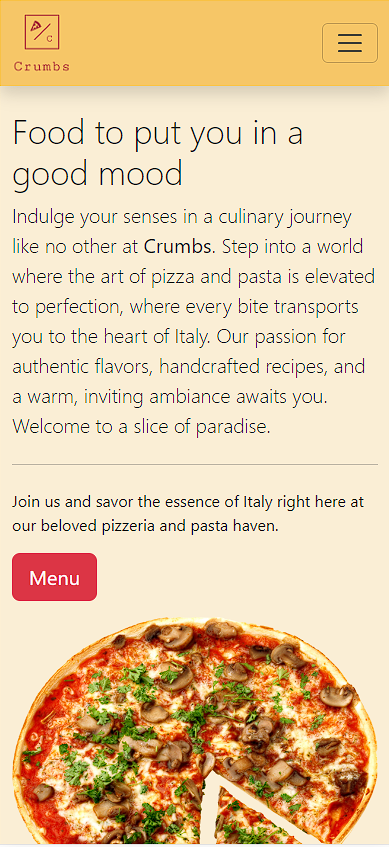 C
Crumbs
Food to put you in a
good mood
Indulge your senses in a culinary journey
like no other at Crumbs. Step into a world
where the art of pizza and pasta is elevated
to perfection, where every bite transports
you to the heart of Italy. Our passion for
authentic flavors, handcrafted recipes, and
a warm, inviting ambiance awaits you.
Welcome to a slice of paradise.
Join us and savor the essence of Italy right here at
our beloved pizzeria and pasta haven.
Menu